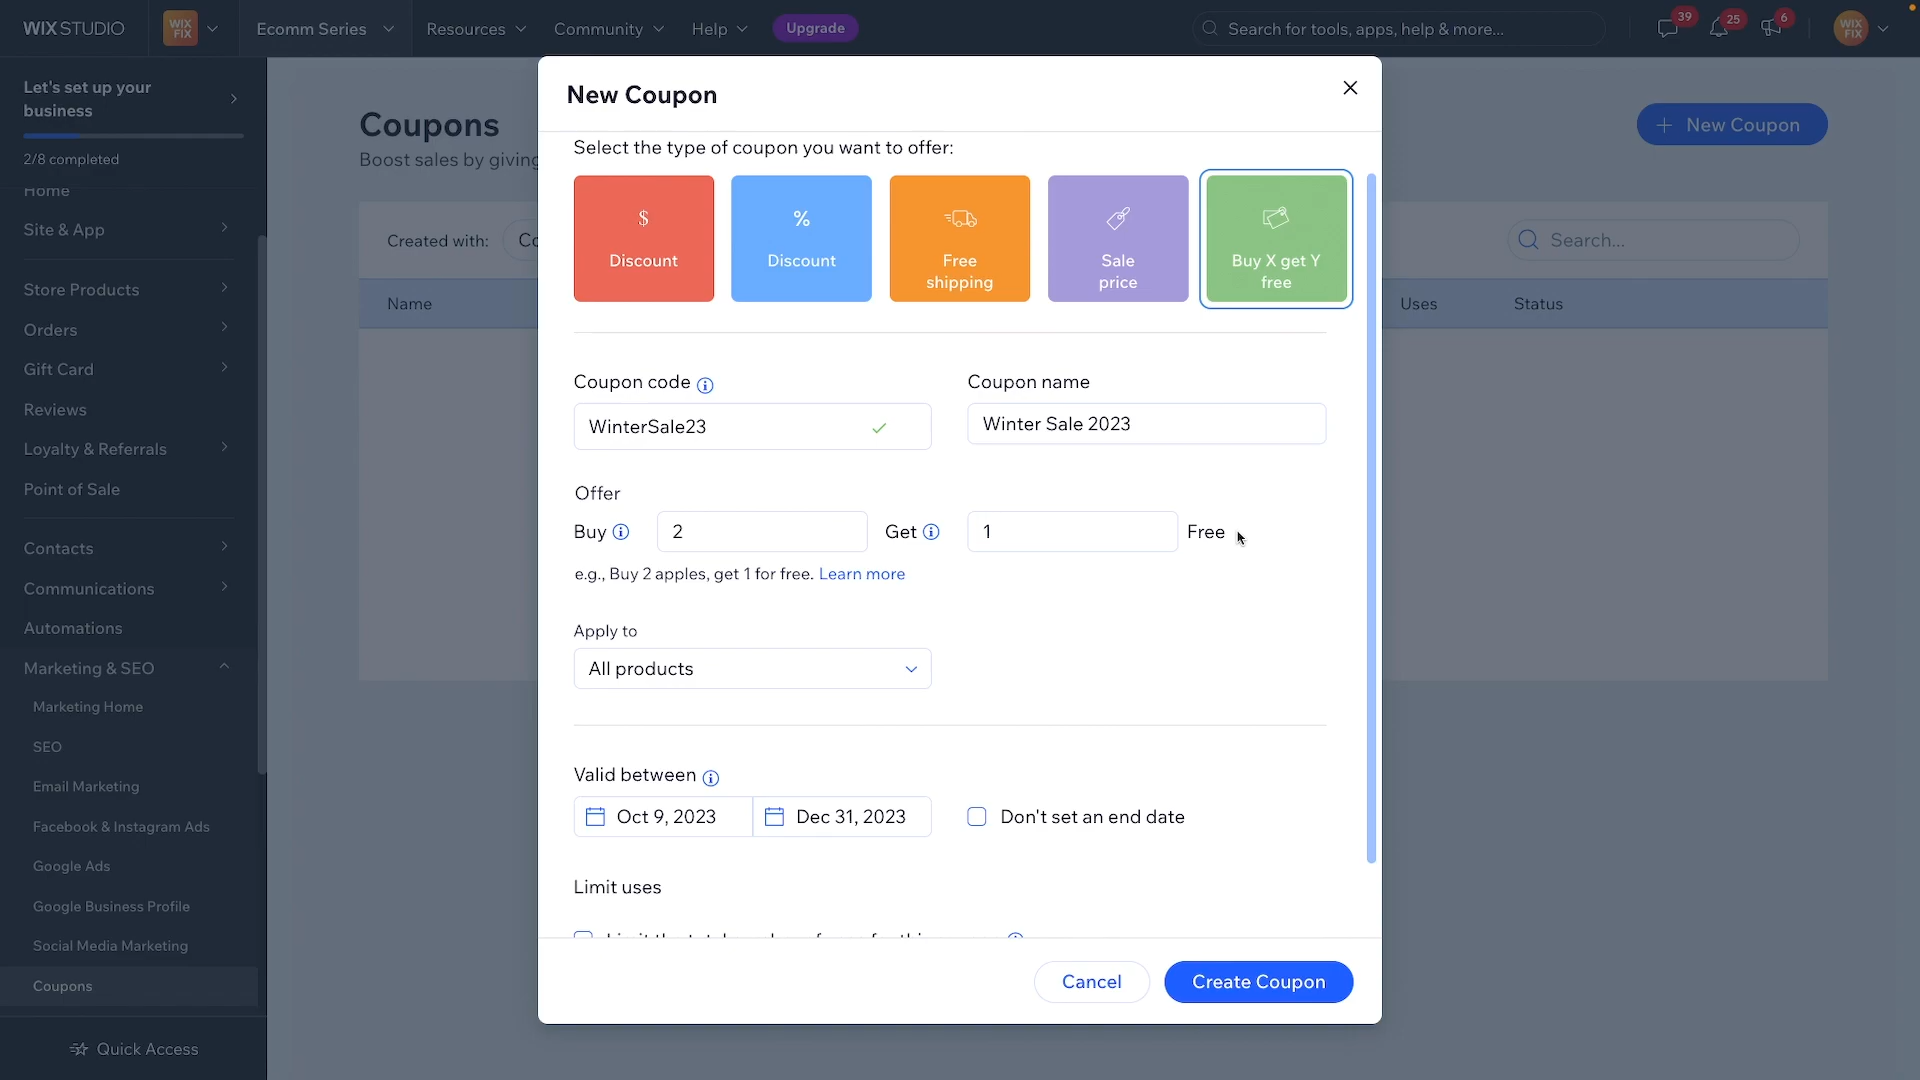 WIX STUDIO
WIX
FIX
Ecomm Series
Resources
Community
Help
Upgrade
Search for tools, apps, help & more...
39
25
6
WIX
FIX
Let's set up your
business
2/8 completed
Home
Site & App
Store Products
Orders
Gift Card
Reviews
Loyalty & Referrals
Point of Sale
Contacts
Communications
Automations
Marketing & SEO
Marketing Home
SEO
Email Marketing
Facebook & Instagram Ads
Google Ads
Google Business Profile
Social Media Marketing
Coupons
Quick Access
Coupons
Boost sales by giving
+ New Coupon
Created with:
Co
Search...
Name
Uses
Status
New Coupon
Select the type of coupon you want to offer:
$
Discount
%
Discount
Free
shipping
Sale
price
Buy X get Y
free
Coupon code
Coupon name
WinterSale23
Winter Sale 2023
Offer
Buy 2 Get 1 Free
e.g., Buy 2 apples, get 1 for free. Learn more
Apply to
All products
Valid between
Oct 9, 2023
Dec 31, 2023
Don't set an end date
Limit uses
Cancel
Create Coupon